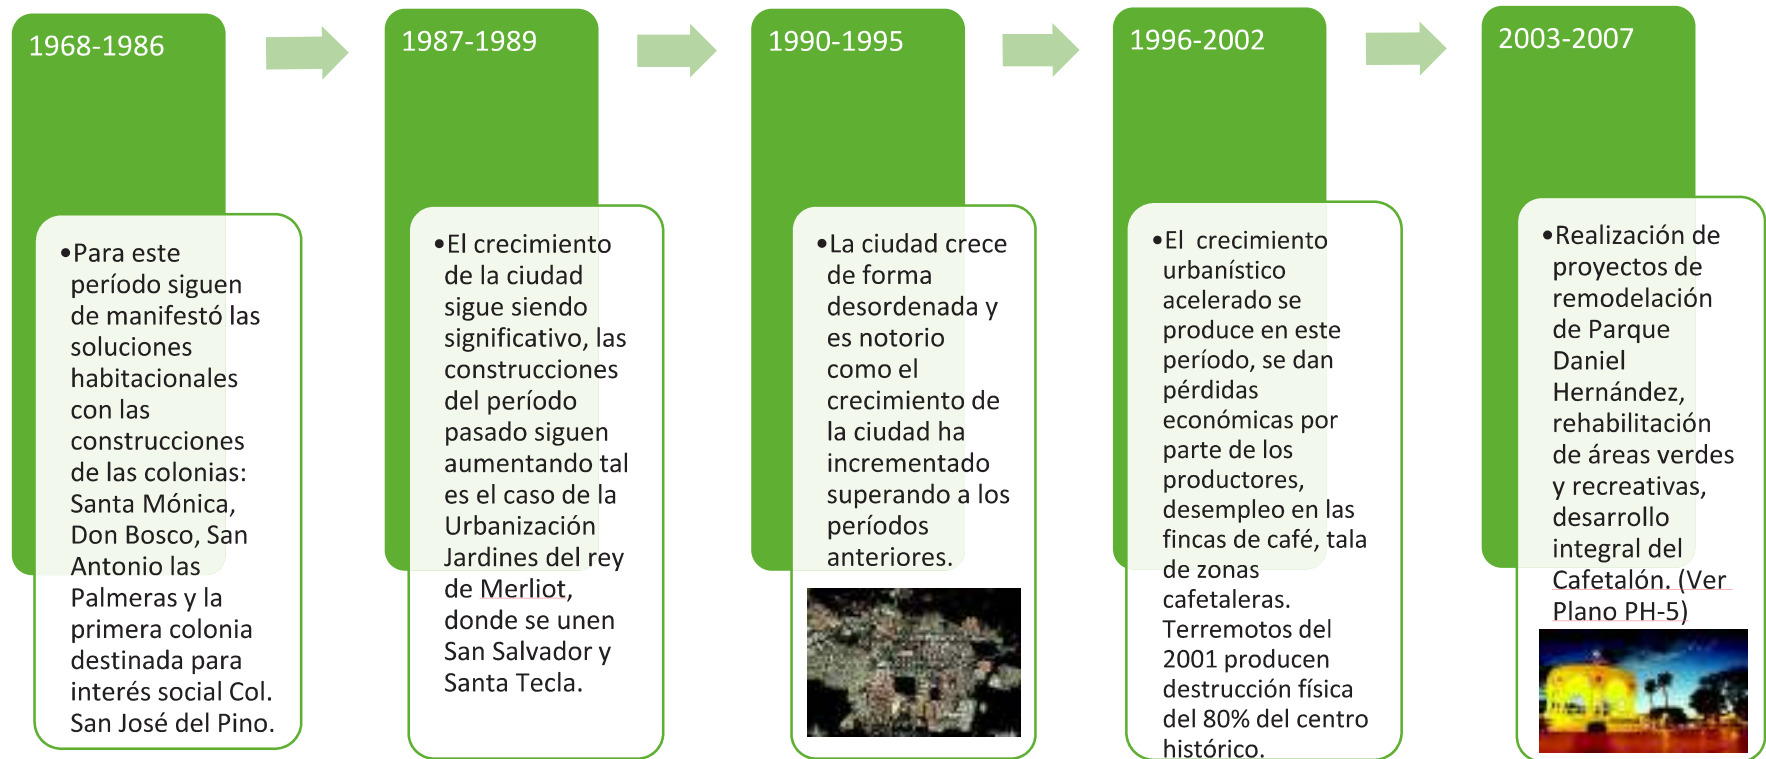 1968-1986
•Para este
período siguen
de manifestó las
soluciones
habitacionales
con las
construcciones
de las colonias:
Santa Mónica,
Don Bosco, San
Antonio las
Palmeras y la
primera colonia
destinada para
interés social Col.
San José del Pino.
1987-1989
•El crecimiento
de la ciudad
sigue siendo
significativo, las
construcciones
del período
pasado siguen
aumentando tal
es el caso de la
Urbanización
Jardines del rey
de Merliot,
donde se unen
San Salvador y
Santa Tecla.
1990-1995
•La ciudad crece
de forma
desordenada y
es notorio
como el
crecimiento de
la ciudad ha
incrementado
superando a los
períodos
anteriores.
1996-2002
•El  crecimiento
urbanístico
acelerado se
produce en este
período, se dan
pérdidas
económicas por
parte de los
productores,
desempleo en las
fincas de café, tala
de zonas
cafetaleras.
Terremotos del
2001 producen
destrucción física
del 80% del centro
histórico.
2003-2007
•Realización de
proyectos de
remodelación
de Parque
Daniel
Hernández,
rehabilitación
de áreas verdes
y recreativas,
desarrollo
integral del
Cafetalón. (Ver
Plano PH-5)